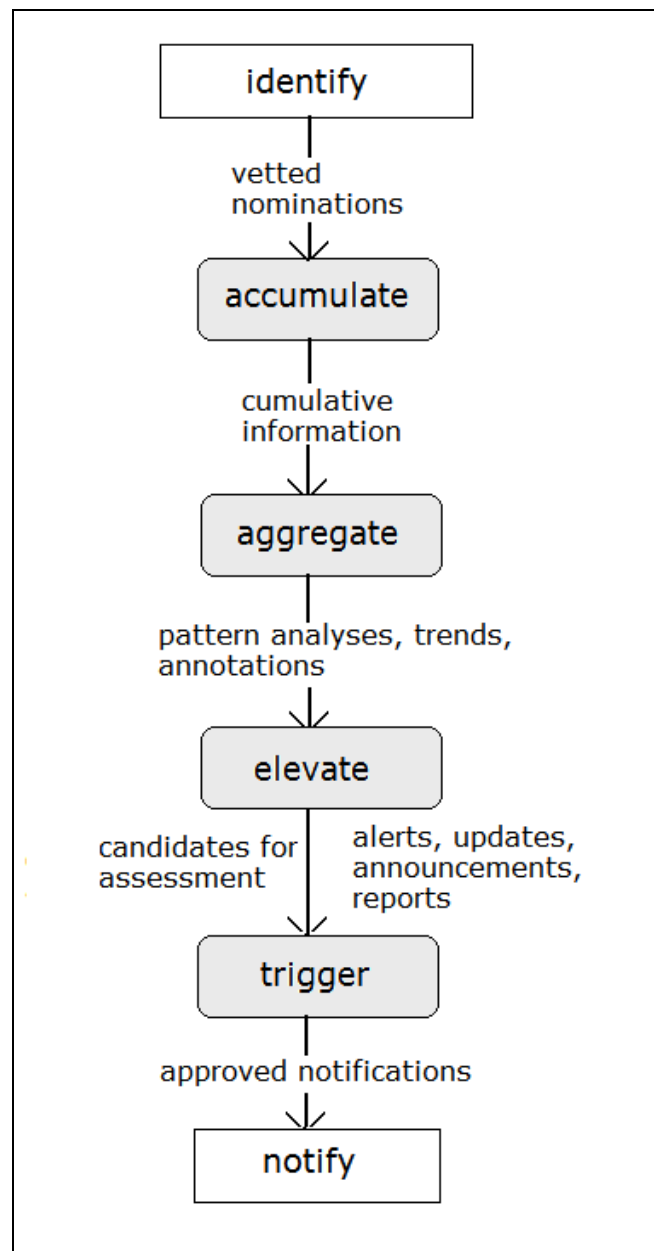 identify
vetted
nominations
accumulate
cumulative
information
aggregate
pattern analyses, trends,
annotations
elevate
candidates for
assessment
alerts, updates,
announcements,
reports
trigger
approved notifications
notify